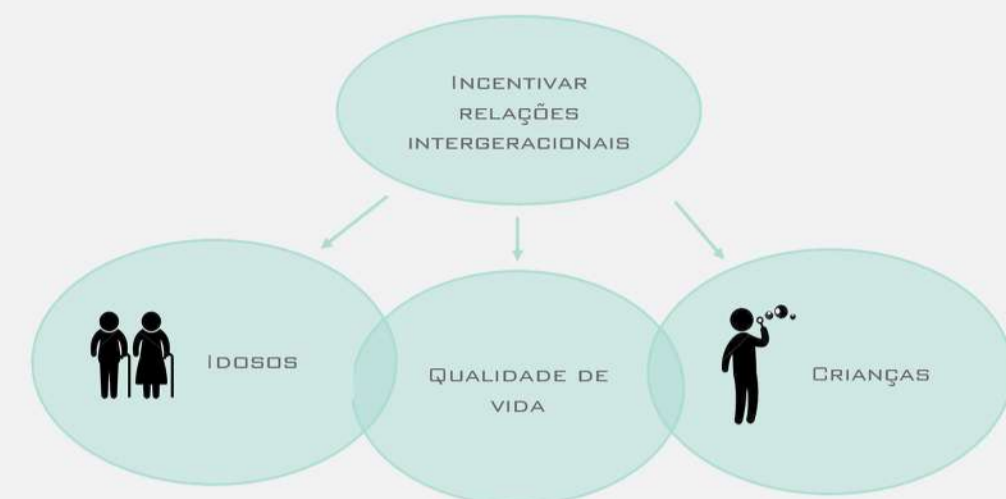 Incentivar
relações
intergeracionais
Idosos
Qualidade de
vida
Crianças